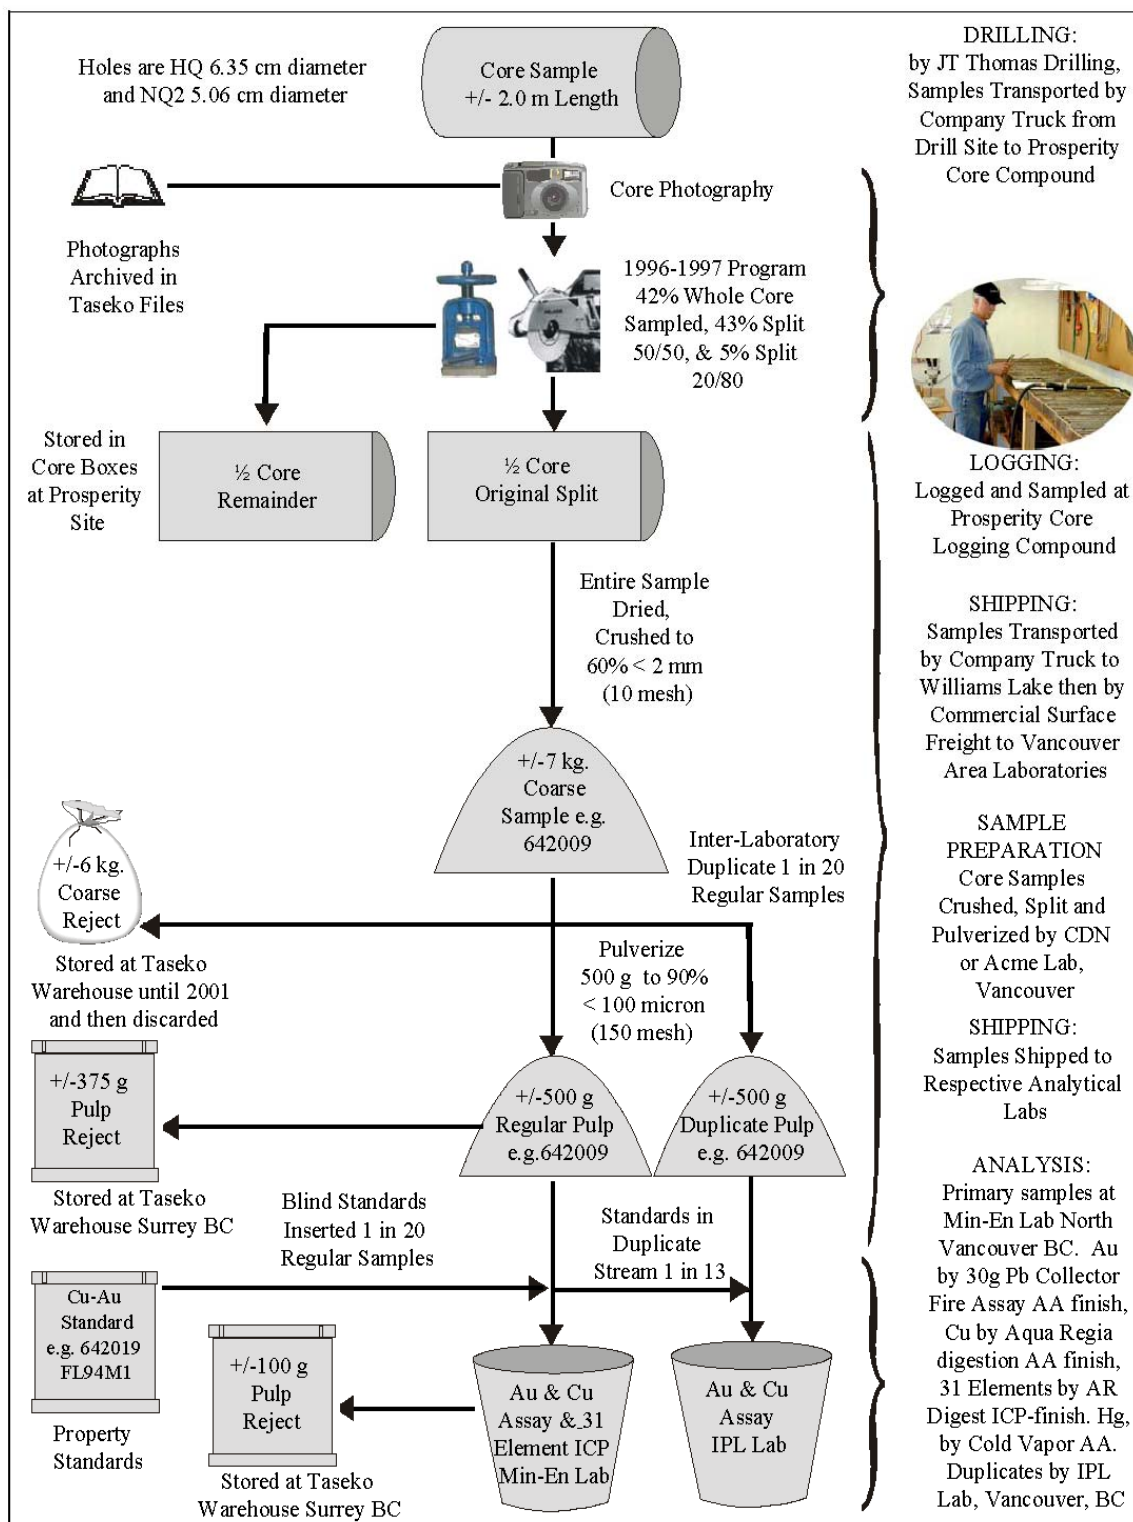 Holes are HQ 6.35 cm diameter
and NQ2 5.06 cm diameter
Core Sample
+/- 2.0 m Length
Core Photography
Photographs
Archived in
Taseko Files
1996-1997 Program
42% Whole Core
Sampled, 43% Split
50/50, & 5% Split
20/80
Stored in
Core Boxes
at Prosperity
Site
½ Core
Remainder
½ Core
Original Split
Entire Sample
Dried,
Crushed to
60% < 2 mm
(10 mesh)
+/-7 kg.
Coarse
Sample e.g.
642009
Inter-Laboratory
Duplicate 1 in 20
Regular Samples
+/-6 kg.
Coarse
Reject
Stored at Taseko
Warehouse until 2001
and then discarded
Pulverize
500 g to 90%
< 100 micron
(150 mesh)
+/-375 g
Pulp
Reject
Stored at Taseko
Warehouse Surrey BC
+/-500 g
Regular Pulp
e.g.642009
+/-500 g
Duplicate Pulp
e.g. 642009
Blind Standards
Inserted 1 in 20
Regular Samples
Standards in
Duplicate
Stream 1 in 13
Cu-Au
Standard
e.g. 642019
FL94M1
Property
Standards
+/-100 g
Pulp
Reject
Stored at Taseko
Warehouse Surrey BC
Au & Cu
Assay & 31
Element ICP
Min-En Lab
Au & Cu
Assay
IPL Lab
DRILLING:
by JT Thomas Drilling,
Samples Transported by
Company Truck from
Drill Site to Prosperity
Core Compound
LOGGING:
Logged and Sampled at
Prosperity Core
Logging Compound
SHIPPING:
Samples Transported
by Company Truck to
Williams Lake then by
Commercial Surface
Freight to Vancouver
Area Laboratories
SAMPLE
PREPARATION
Core Samples
Crushed, Split and
Pulverized by CDN
or Acme Lab,
Vancouver
SHIPPING:
Samples Shipped to
Respective Analytical
Labs
ANALYSIS:
Primary samples at
Min-En Lab North
Vancouver BC. Au
by 30g Pb Collector
Fire Assay AA finish,
Cu by Aqua Regia
digestion AA finish,
31 Elements by AR
Digest ICP-finish. Hg,
by Cold Vapor AA.
Duplicates by IPL
Lab, Vancouver, BC